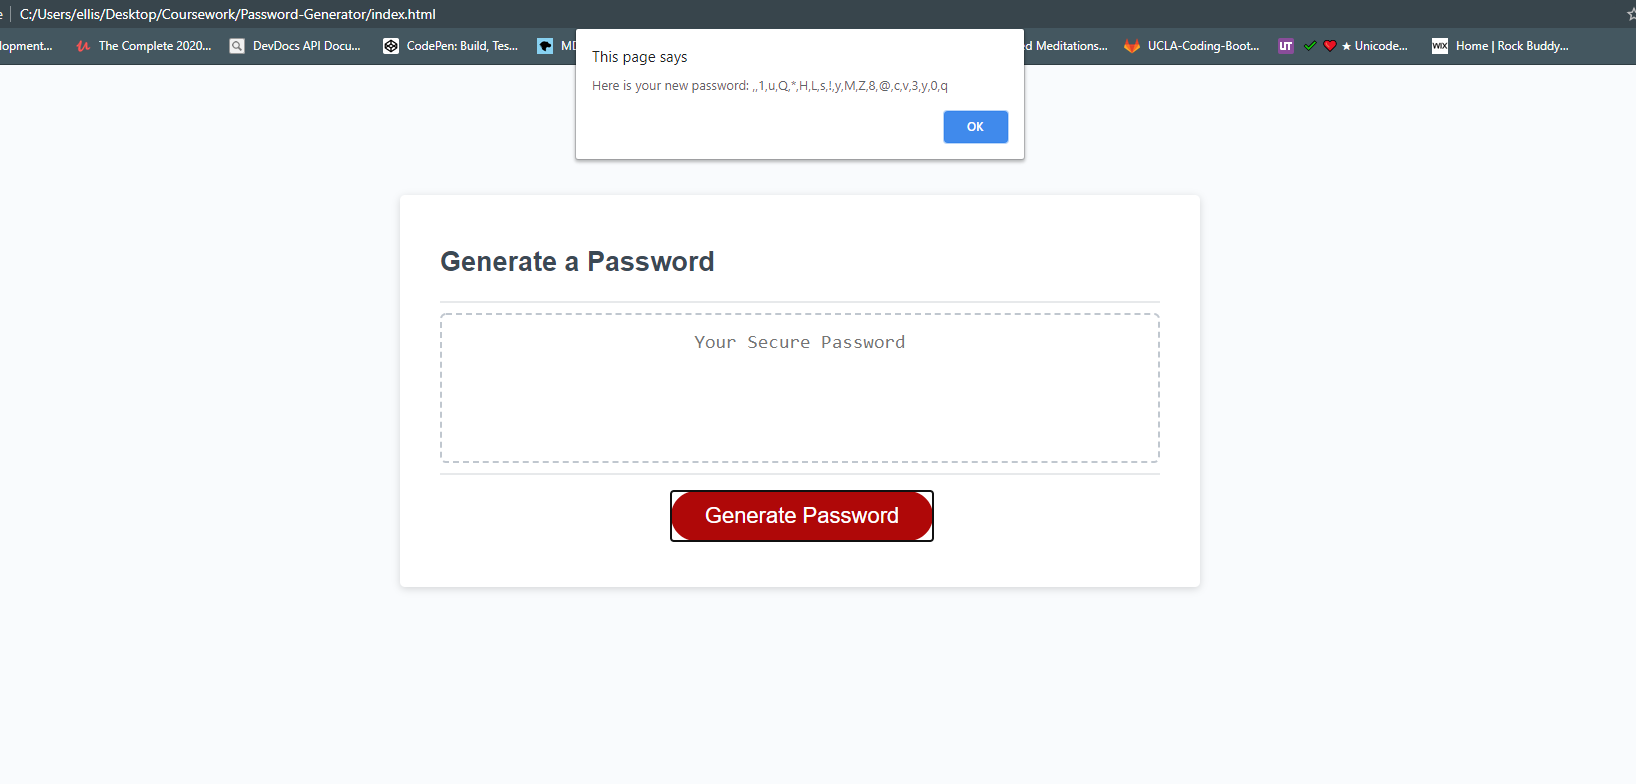 C:/Users/ellis/Desktop/Coursework/Password-Generator/index.html
lopment... The Complete 2020... DevDocs API Docu... CodePen: Build, Tes... MD ed Meditations... UCLA-Coding-Boot... UT ★ Unicode... WiX Home | Rock Buddy...
This page says
Here is your new password: ,,1,u,Q,*,H,L,s,!,y,M,Z,8,@,c,v,3,y,0,q
OK
Generate a Password
Your Secure Password
Generate Password